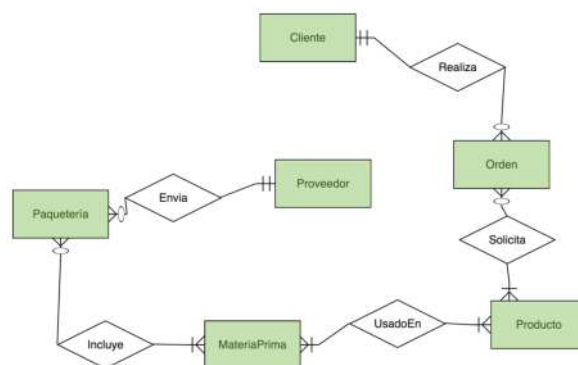 Cliente
Realiza
Orden
Proveedor
Envia
Paquetería
Solicita
Producto
UsadoEn
MateriaPrima
Incluye